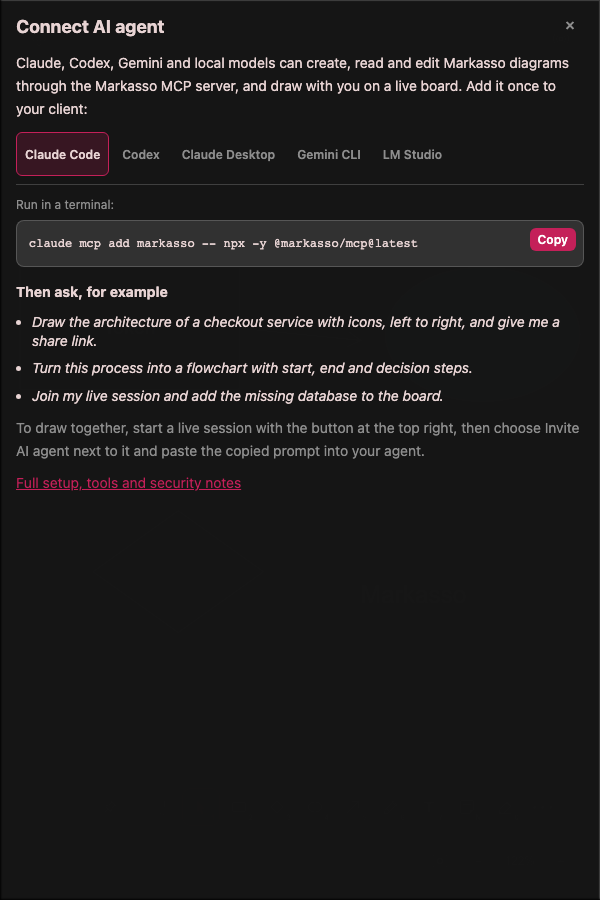 Connect AI agent
×
Claude, Codex, Gemini and local models can create, read and edit Markasso diagrams
through the Markasso MCP server, and draw with you on a live board. Add it once to
your client:
Claude Code Codex Claude Desktop Gemini CLI LM Studio
Run in a terminal:
claude mcp add markasso -- npx -y @markasso/mcp@latest
Copy
Then ask, for example
• Draw the architecture of a checkout service with icons, left to right, and give me a
share link.
• Turn this process into a flowchart with start, end and decision steps.
• Join my live session and add the missing database to the board.
To draw together, start a live session with the button at the top right, then choose Invite
AI agent next to it and paste the copied prompt into your agent.
Full setup, tools and security notes